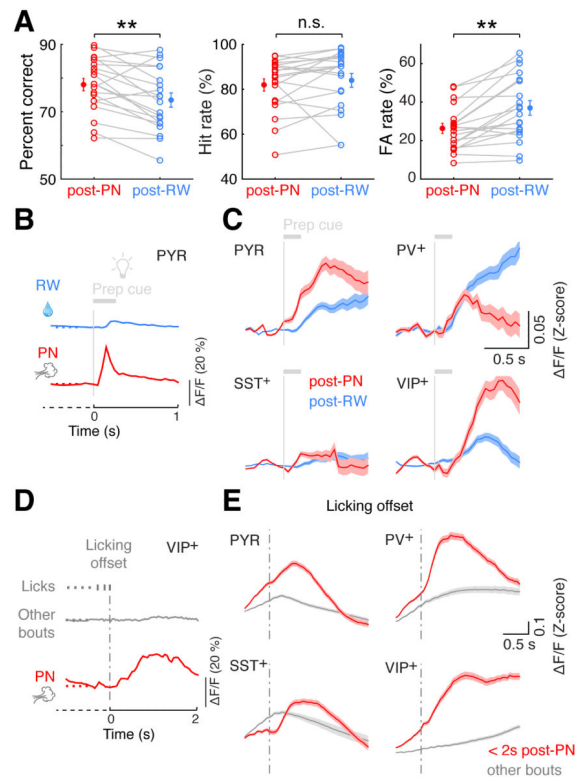 A
**
n.s.
**
Percent correct
90
70
50
post-PN
post-RW
Hit rate (%)
100
80
60
40
post-PN
post-RW
FA rate (%)
60
40
20
0
post-PN
post-RW
B
PYR
RW
Prep cue
PN
ΔF/F (20 %)
0
1
Time (s)
C
Prep cue
PYR
PV+
0.05
0.5 s
ΔF/F (Z-score)
SST+
post-PN
post-RW
VIP+
D
Licking
offset
VIP+
Licks
Other
bouts
PN
ΔF/F (20 %)
0
2
Time (s)
E
Licking offset
PYR
PV+
0.1
0.5 s
ΔF/F (Z-score)
SST+
VIP+
< 2s post-PN
other bouts